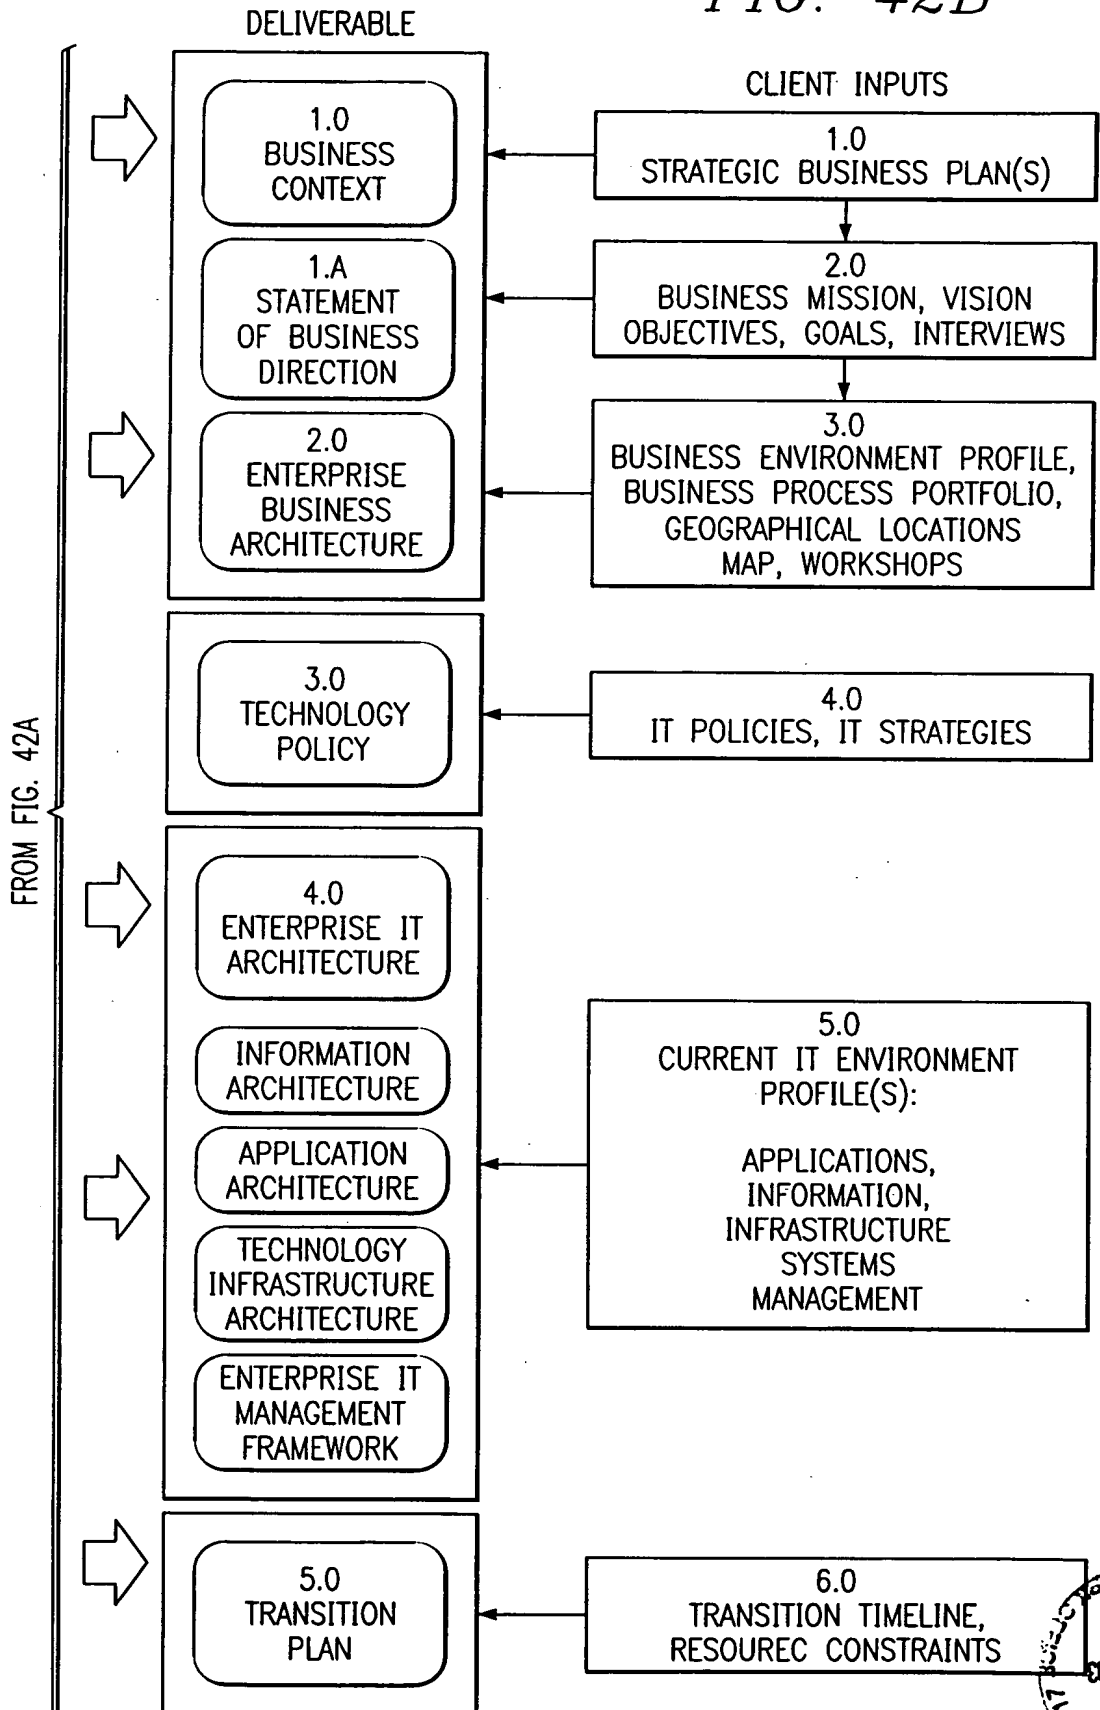 FIG. 42B
DELIVERABLE
1.0
BUSINESS
CONTEXT
1.A
STATEMENT
OF BUSINESS
DIRECTION
2.0
ENTERPRISE
BUSINESS
ARCHITECTURE
3.0
TECHNOLOGY
POLICY
4.0
ENTERPRISE IT
ARCHITECTURE
INFORMATION
ARCHITECTURE
APPLICATION
ARCHITECTURE
TECHNOLOGY
INFRASTRUCTURE
ARCHITECTURE
ENTERPRISE IT
MANAGEMENT
FRAMEWORK
5.0
TRANSITION
PLAN
CLIENT INPUTS
1.0
STRATEGIC BUSINESS PLAN(S)
2.0
BUSINESS MISSION, VISION
OBJECTIVES, GOALS, INTERVIEWS
3.0
BUSINESS ENVIRONMENT PROFILE,
BUSINESS PROCESS PORTFOLIO,
GEOGRAPHICAL LOCATIONS
MAP, WORKSHOPS
4.0
IT POLICIES, IT STRATEGIES
5.0
CURRENT IT ENVIRONMENT
PROFILE(S):
APPLICATIONS,
INFORMATION,
INFRASTRUCTURE
SYSTEMS
MANAGEMENT
6.0
TRANSITION TIMELINE,
RESOUREC CONSTRAINTS
FROM FIG. 42A